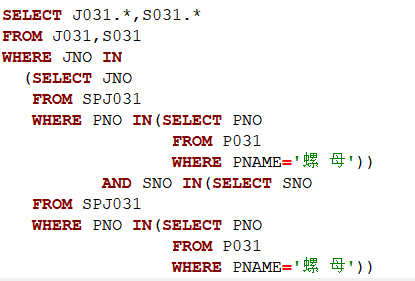 SELECT J031.*,S031.*
FROM J031,S031
WHERE JNO IN
(SELECT JNO
FROM SPJ031
WHERE PNO IN(SELECT PNO
FROM P031
WHERE PNAME='螺 母'))
AND SNO IN(SELECT SNO
FROM SPJ031
WHERE PNO IN(SELECT PNO
FROM P031
WHERE PNAME='螺 母'))